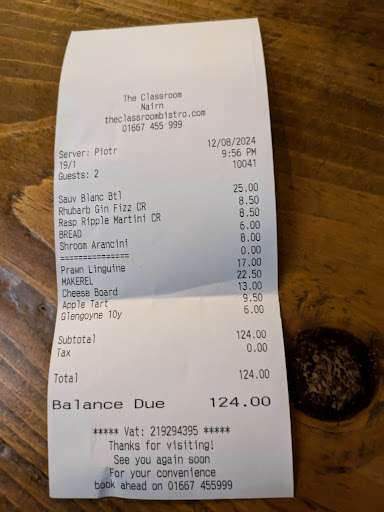 The Classroom
Nairn
theclassroombistro.com
01667 455 999
Server: Piotr 12/08/2024
19/1 9:56 PM
Guests: 2 10041
Sauv Blanc Btl 25.00
Rhubarb Gin Fizz CR 8.50
Rasp Ripple Martini CR 8.50
BREAD 6.00
Shroom Arancini 8.00
=============== 0.00
Prawn Linguine 17.00
MAKEREL 22.50
Cheese Board 13.00
Apple Tart 9.50
Glengoyne 10y 6.00
Subtotal 124.00
Tax 0.00
Total 124.00
Balance Due 124.00
***** Vat: 219294395 *****
Thanks for visiting!
See you again soon
For your convenience
book ahead on 01667 455999